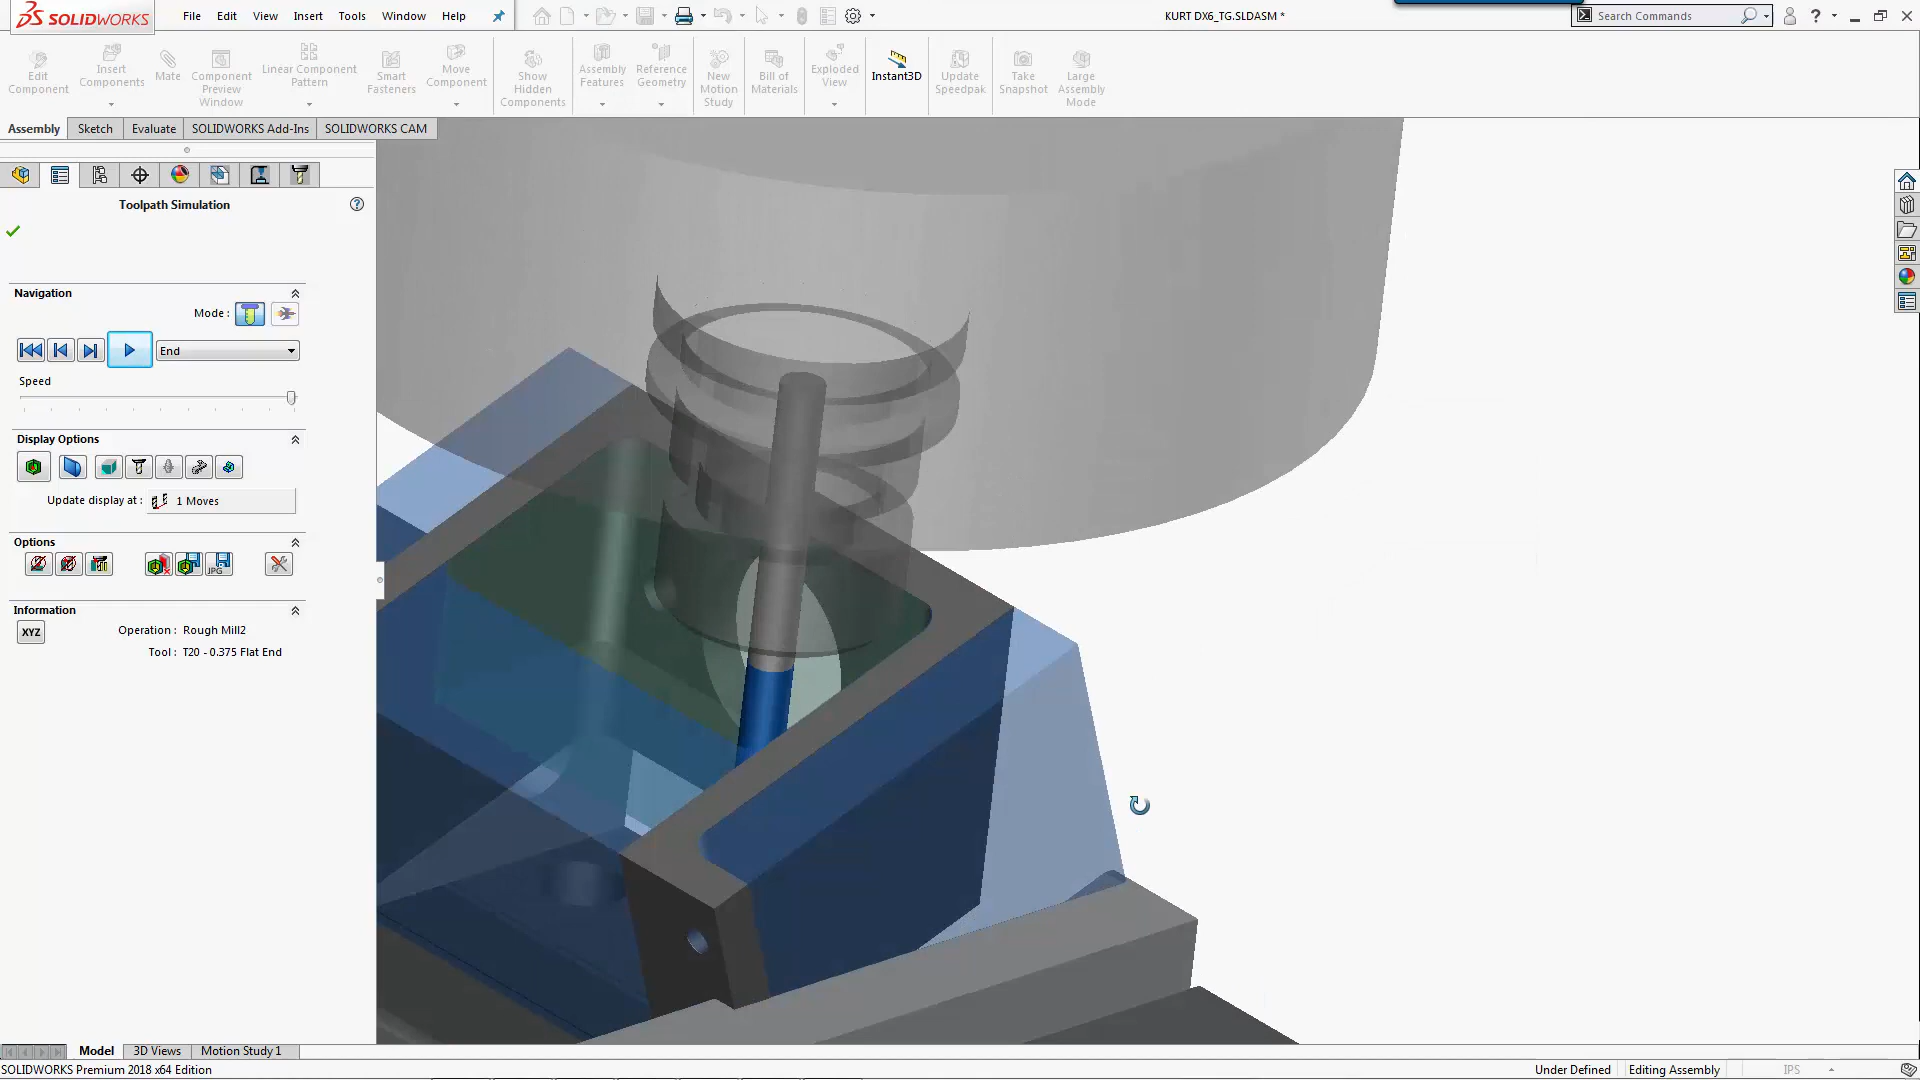 SOLIDWORKS
File Edit View Insert Tools Window Help
KURT DX6_TG.SLDASM *
Search Commands
Edit Component
Insert Components
Mate
Component Preview Window
Linear Component Pattern
Smart Fasteners
Move Component
Show Hidden Components
Assembly Features
Reference Geometry
New Motion Study
Bill of Materials
Exploded View
Instant3D
Update Speedpak
Take Snapshot
Large Assembly Mode
Assembly Sketch Evaluate SOLIDWORKS Add-Ins SOLIDWORKS CAM
Toolpath Simulation
Navigation
Mode :
End
Speed
Display Options
Update display at : 1 Moves
Options
JPG
Information
XYZ
Operation : Rough Mill2
Tool : T20 - 0.375 Flat End
Model 3D Views Motion Study 1
SOLIDWORKS Premium 2018 x64 Edition
Under Defined Editing Assembly IPS